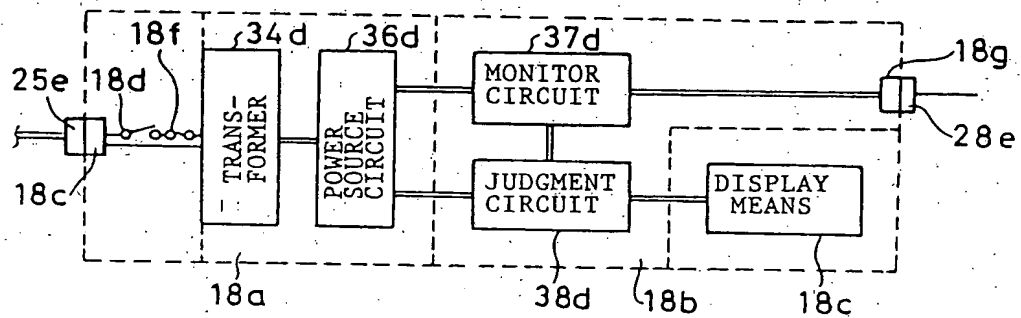 18f
34d
36d
37d
18g
25e
18d
MONITOR
CIRCUIT
TRANS-
FORMER
POWER
SOURCE
CIRCUIT
28e
18c
JUDGMENT
CIRCUIT
DISPLAY
MEANS
18a
38d
18b
18c